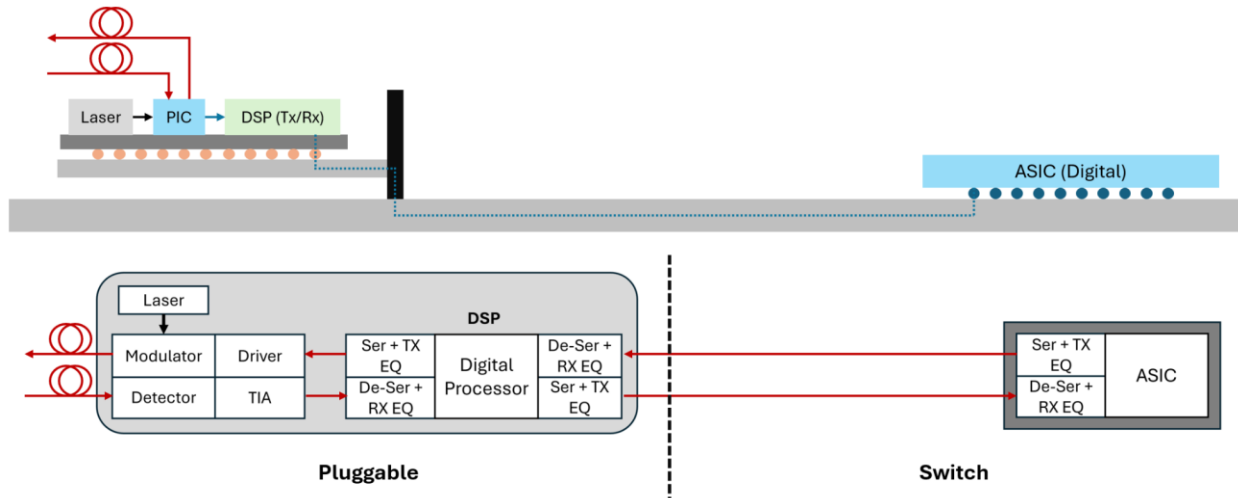 Laser
PIC
DSP (Tx/Rx)
ASIC (Digital)
Laser
DSP
Modulator
Driver
Ser + TX
EQ
Digital
Processor
De-Ser +
RX EQ
Detector
TIA
De-Ser +
RX EQ
Ser + TX
EQ
Ser + TX
EQ
De-Ser +
RX EQ
ASIC
Pluggable
Switch